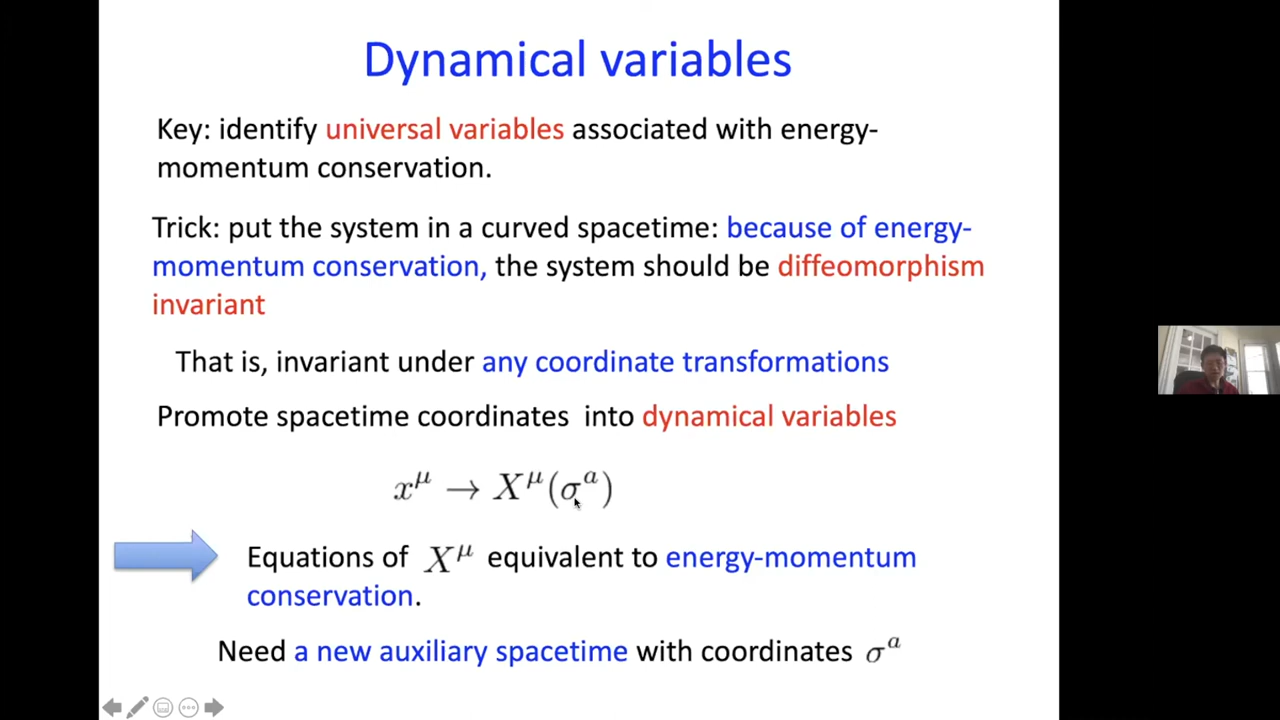 Dynamical variables
Key: identify universal variables associated with energy-
momentum conservation.
Trick: put the system in a curved spacetime: because of energy-
momentum conservation, the system should be diffeomorphism
invariant
That is, invariant under any coordinate transformations
Promote spacetime coordinates into dynamical variables
x^μ → X^μ(σ^a)
Equations of X^μ equivalent to energy-momentum
conservation.
Need a new auxiliary spacetime with coordinates σ^a